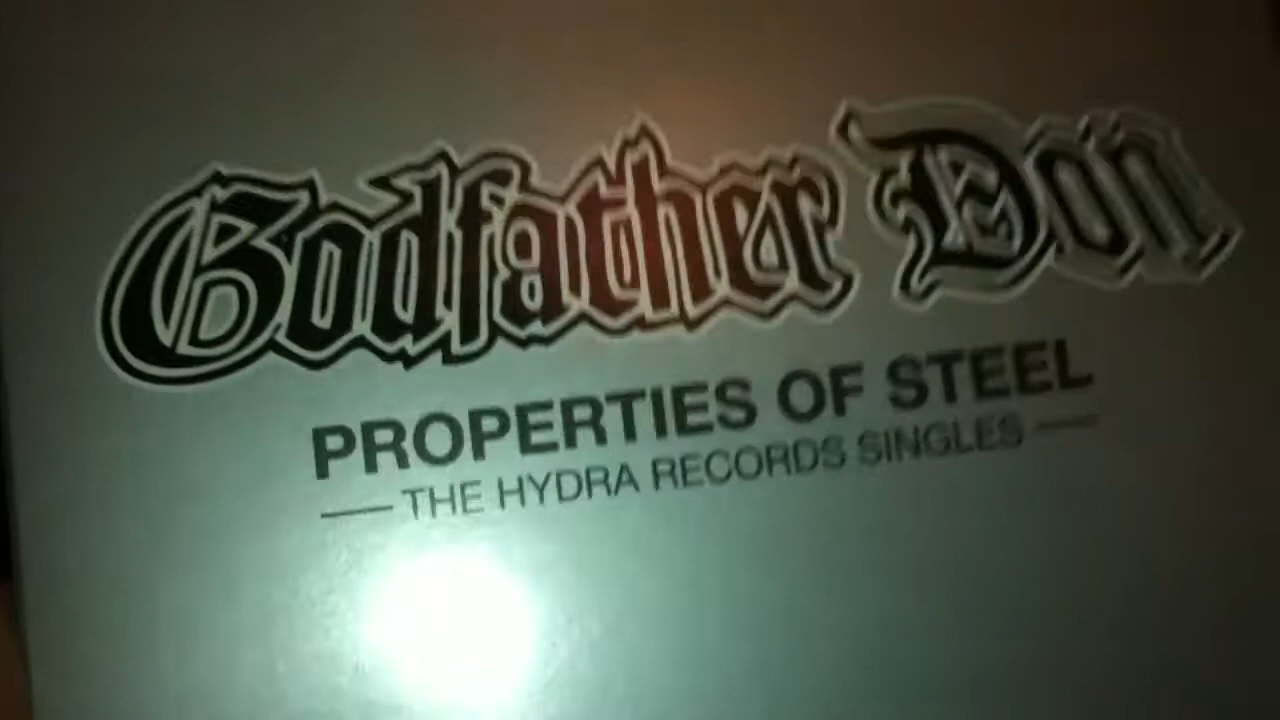 Godfather Don
PROPERTIES OF STEEL
— THE HYDRA RECORDS SINGLES —